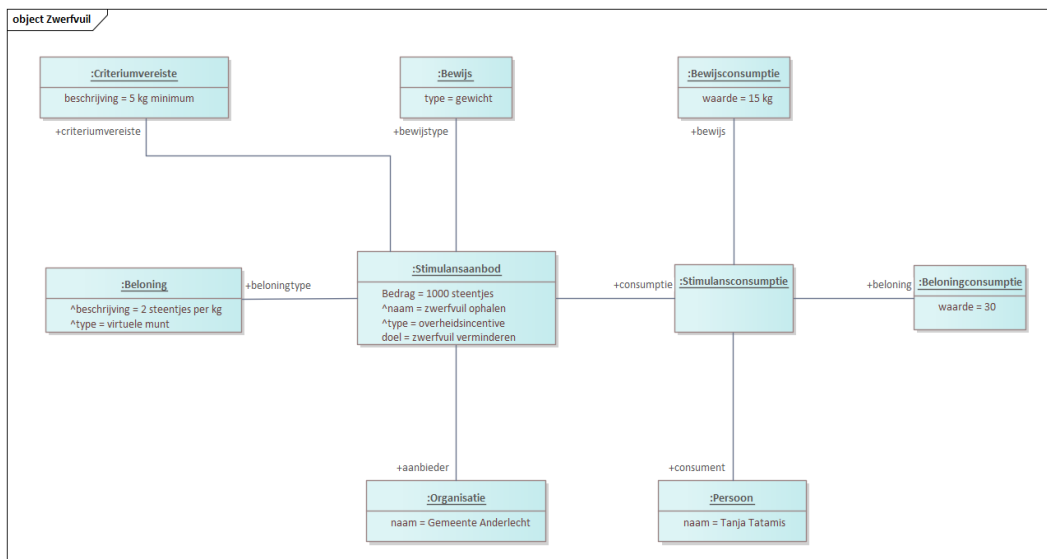 object Zwerfvuil
:Criteriumvereiste
beschrijving = 5 kg minimum
+criteriumvereiste
:Bewijs
type = gewicht
+bewijstype
:Bewijsconsumptie
waarde = 15 kg
+bewijs
:Beloning
^beschrijving = 2 steentjes per kg
^type = virtuele munt
+beloningtype
:Stimulansaanbod
Bedrag = 1000 steentjes
^naam = zwerfvuil ophalen
^type = overheidsincentive
doel = zwerfvuil verminderen
+consumptie
:Stimulansconsumptie
+beloning
:Beloningconsumptie
waarde = 30
+aanbieder
:Organisatie
naam = Gemeente Anderlecht
+consument
:Persoon
naam = Tanja Tatamis